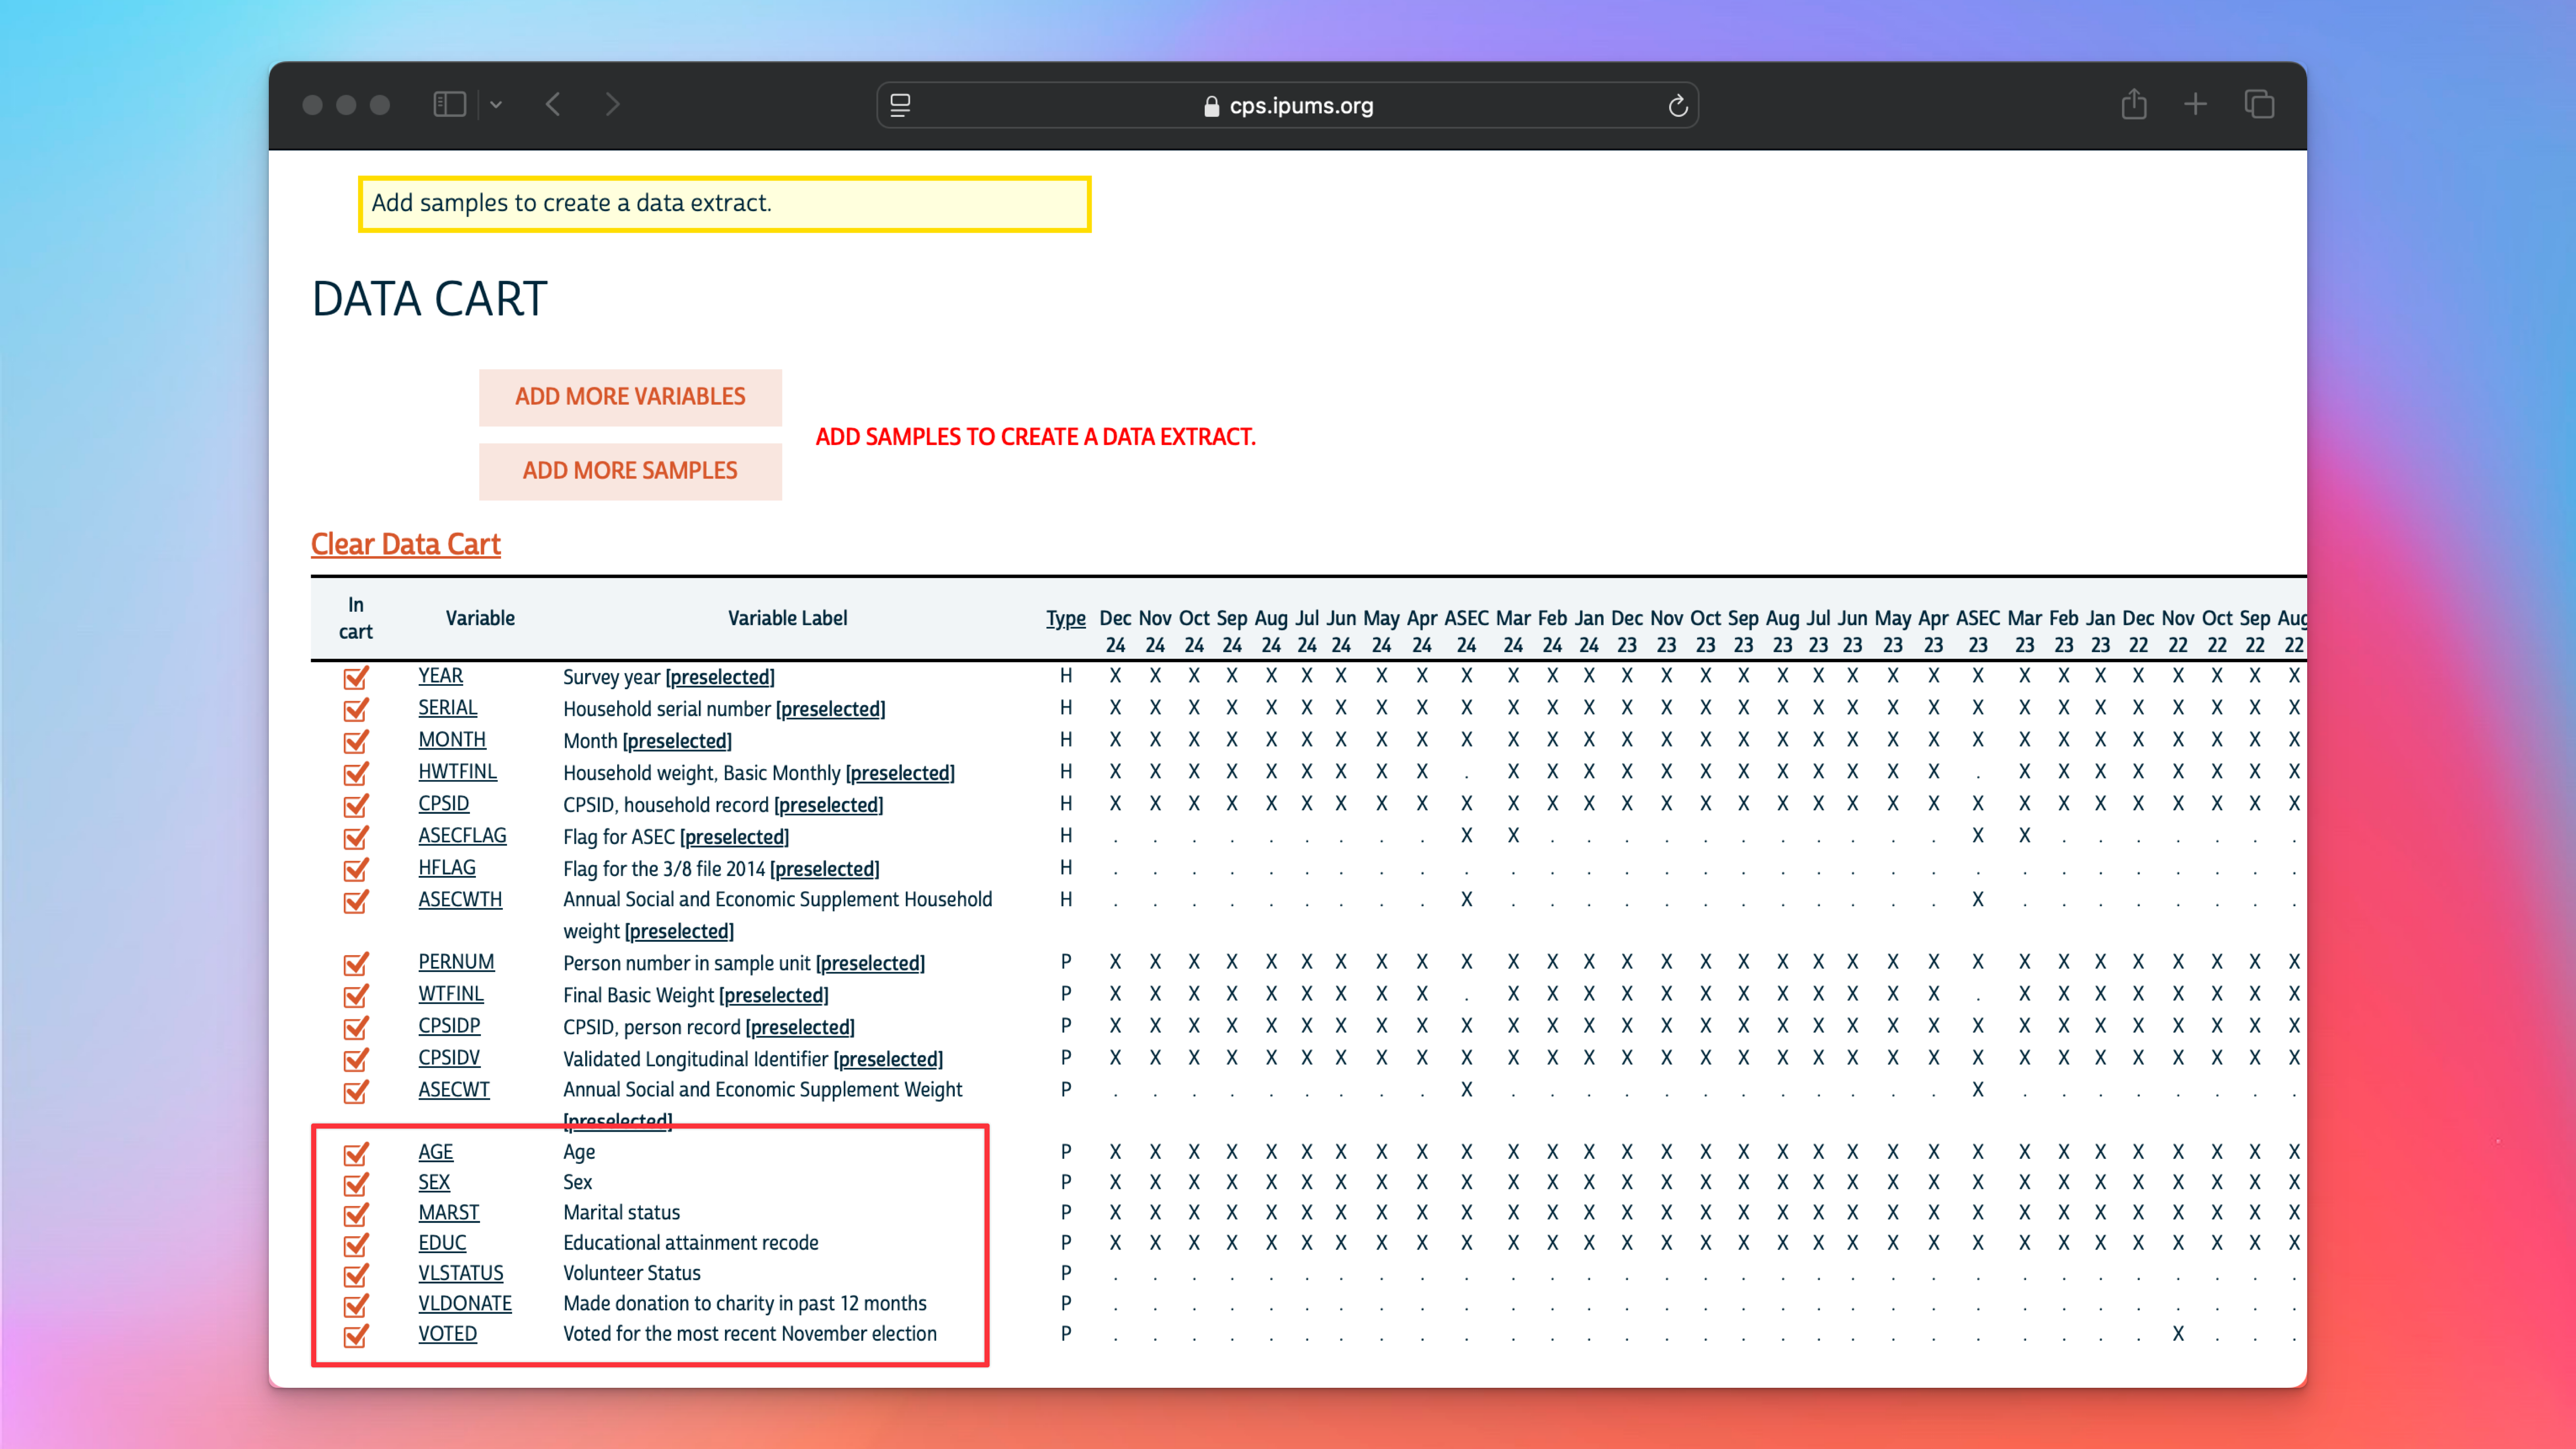 cps.ipums.org
Add samples to create a data extract.
DATA CART
ADD MORE VARIABLES
ADD SAMPLES TO CREATE A DATA EXTRACT.
ADD MORE SAMPLES
Clear Data Cart
In cart Variable Variable Label Type Dec 24 Nov 24 Oct 24 Sep 24 Aug 24 Jul 24 Jun 24 May 24 Apr 24 ASEC 24 Mar 24 Feb 24 Jan 24 Dec 23 Nov 23 Oct 23 Sep 23 Aug 23 Jul 23 Jun 23 May 23 Apr 23 ASEC 23 Mar 23 Feb 23 Jan 23 Dec 22 Nov 22 Oct 22 Sep 22 Aug 22
YEAR Survey year [preselected] H X X X X X X X X X X X X X X X X X X X X X X X X X X X X X X X
SERIAL Household serial number [preselected] H X X X X X X X X X X X X X X X X X X X X X X X X X X X X X X X
MONTH Month [preselected] H X X X X X X X X X X X X X X X X X X X X X X X X X X X X X X X
HWTFINL Household weight, Basic Monthly [preselected] H X X X X X X X X X . X X X X X X X X X X X X . X X X X X X X X
CPSID CPSID, household record [preselected] H X X X X X X X X X X X X X X X X X X X X X X X X X X X X X X X
ASECFLAG Flag for ASEC [preselected] H . . . . . . . . . X X . . . . . . . . . . . X X . . . . . . .
HFLAG Flag for the 3/8 file 2014 [preselected] H . . . . . . . . . . . . . . . . . . . . . . . . . . . . . . .
ASECWTH Annual Social and Economic Supplement Household H . . . . . . . . . X . . . . . . . . . . . . X . . . . . . . .
weight [preselected]
PERNUM Person number in sample unit [preselected] P X X X X X X X X X X X X X X X X X X X X X X X X X X X X X X X
WTFINL Final Basic Weight [preselected] P X X X X X X X X X . X X X X X X X X X X X X . X X X X X X X X
CPSIDP CPSID, person record [preselected] P X X X X X X X X X X X X X X X X X X X X X X X X X X X X X X X
CPSIDV Validated Longitudinal Identifier [preselected] P X X X X X X X X X X X X X X X X X X X X X X X X X X X X X X X
ASECWT Annual Social and Economic Supplement Weight P . . . . . . . . . X . . . . . . . . . . . . X . . . . . . . .
[preselected]
AGE Age P X X X X X X X X X X X X X X X X X X X X X X X X X X X X X X X
SEX Sex P X X X X X X X X X X X X X X X X X X X X X X X X X X X X X X X
MARST Marital status P X X X X X X X X X X X X X X X X X X X X X X X X X X X X X X X
EDUC Educational attainment recode P X X X X X X X X X X X X X X X X X X X X X X X X X X X X X X X
VLSTATUS Volunteer Status P . . . . . . . . . . . . . . . . . . . . . . . . . . . . . . .
VLDONATE Made donation to charity in past 12 months P . . . . . . . . . . . . . . . . . . . . . . . . . . . . . . .
VOTED Voted for the most recent November election P . . . . . . . . . . . . . . . . . . . . . . . . . . . X . . .